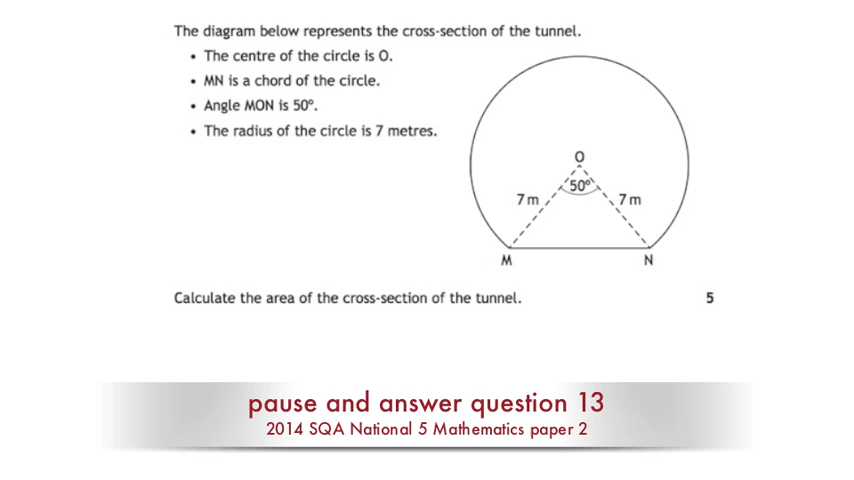 The diagram below represents the cross-section of the tunnel.
• The centre of the circle is O.
• MN is a chord of the circle.
• Angle MON is 50°.
• The radius of the circle is 7 metres.
O
50°
7 m
7 m
M
N
Calculate the area of the cross-section of the tunnel.
5
pause and answer question 13
2014 SQA National 5 Mathematics paper 2